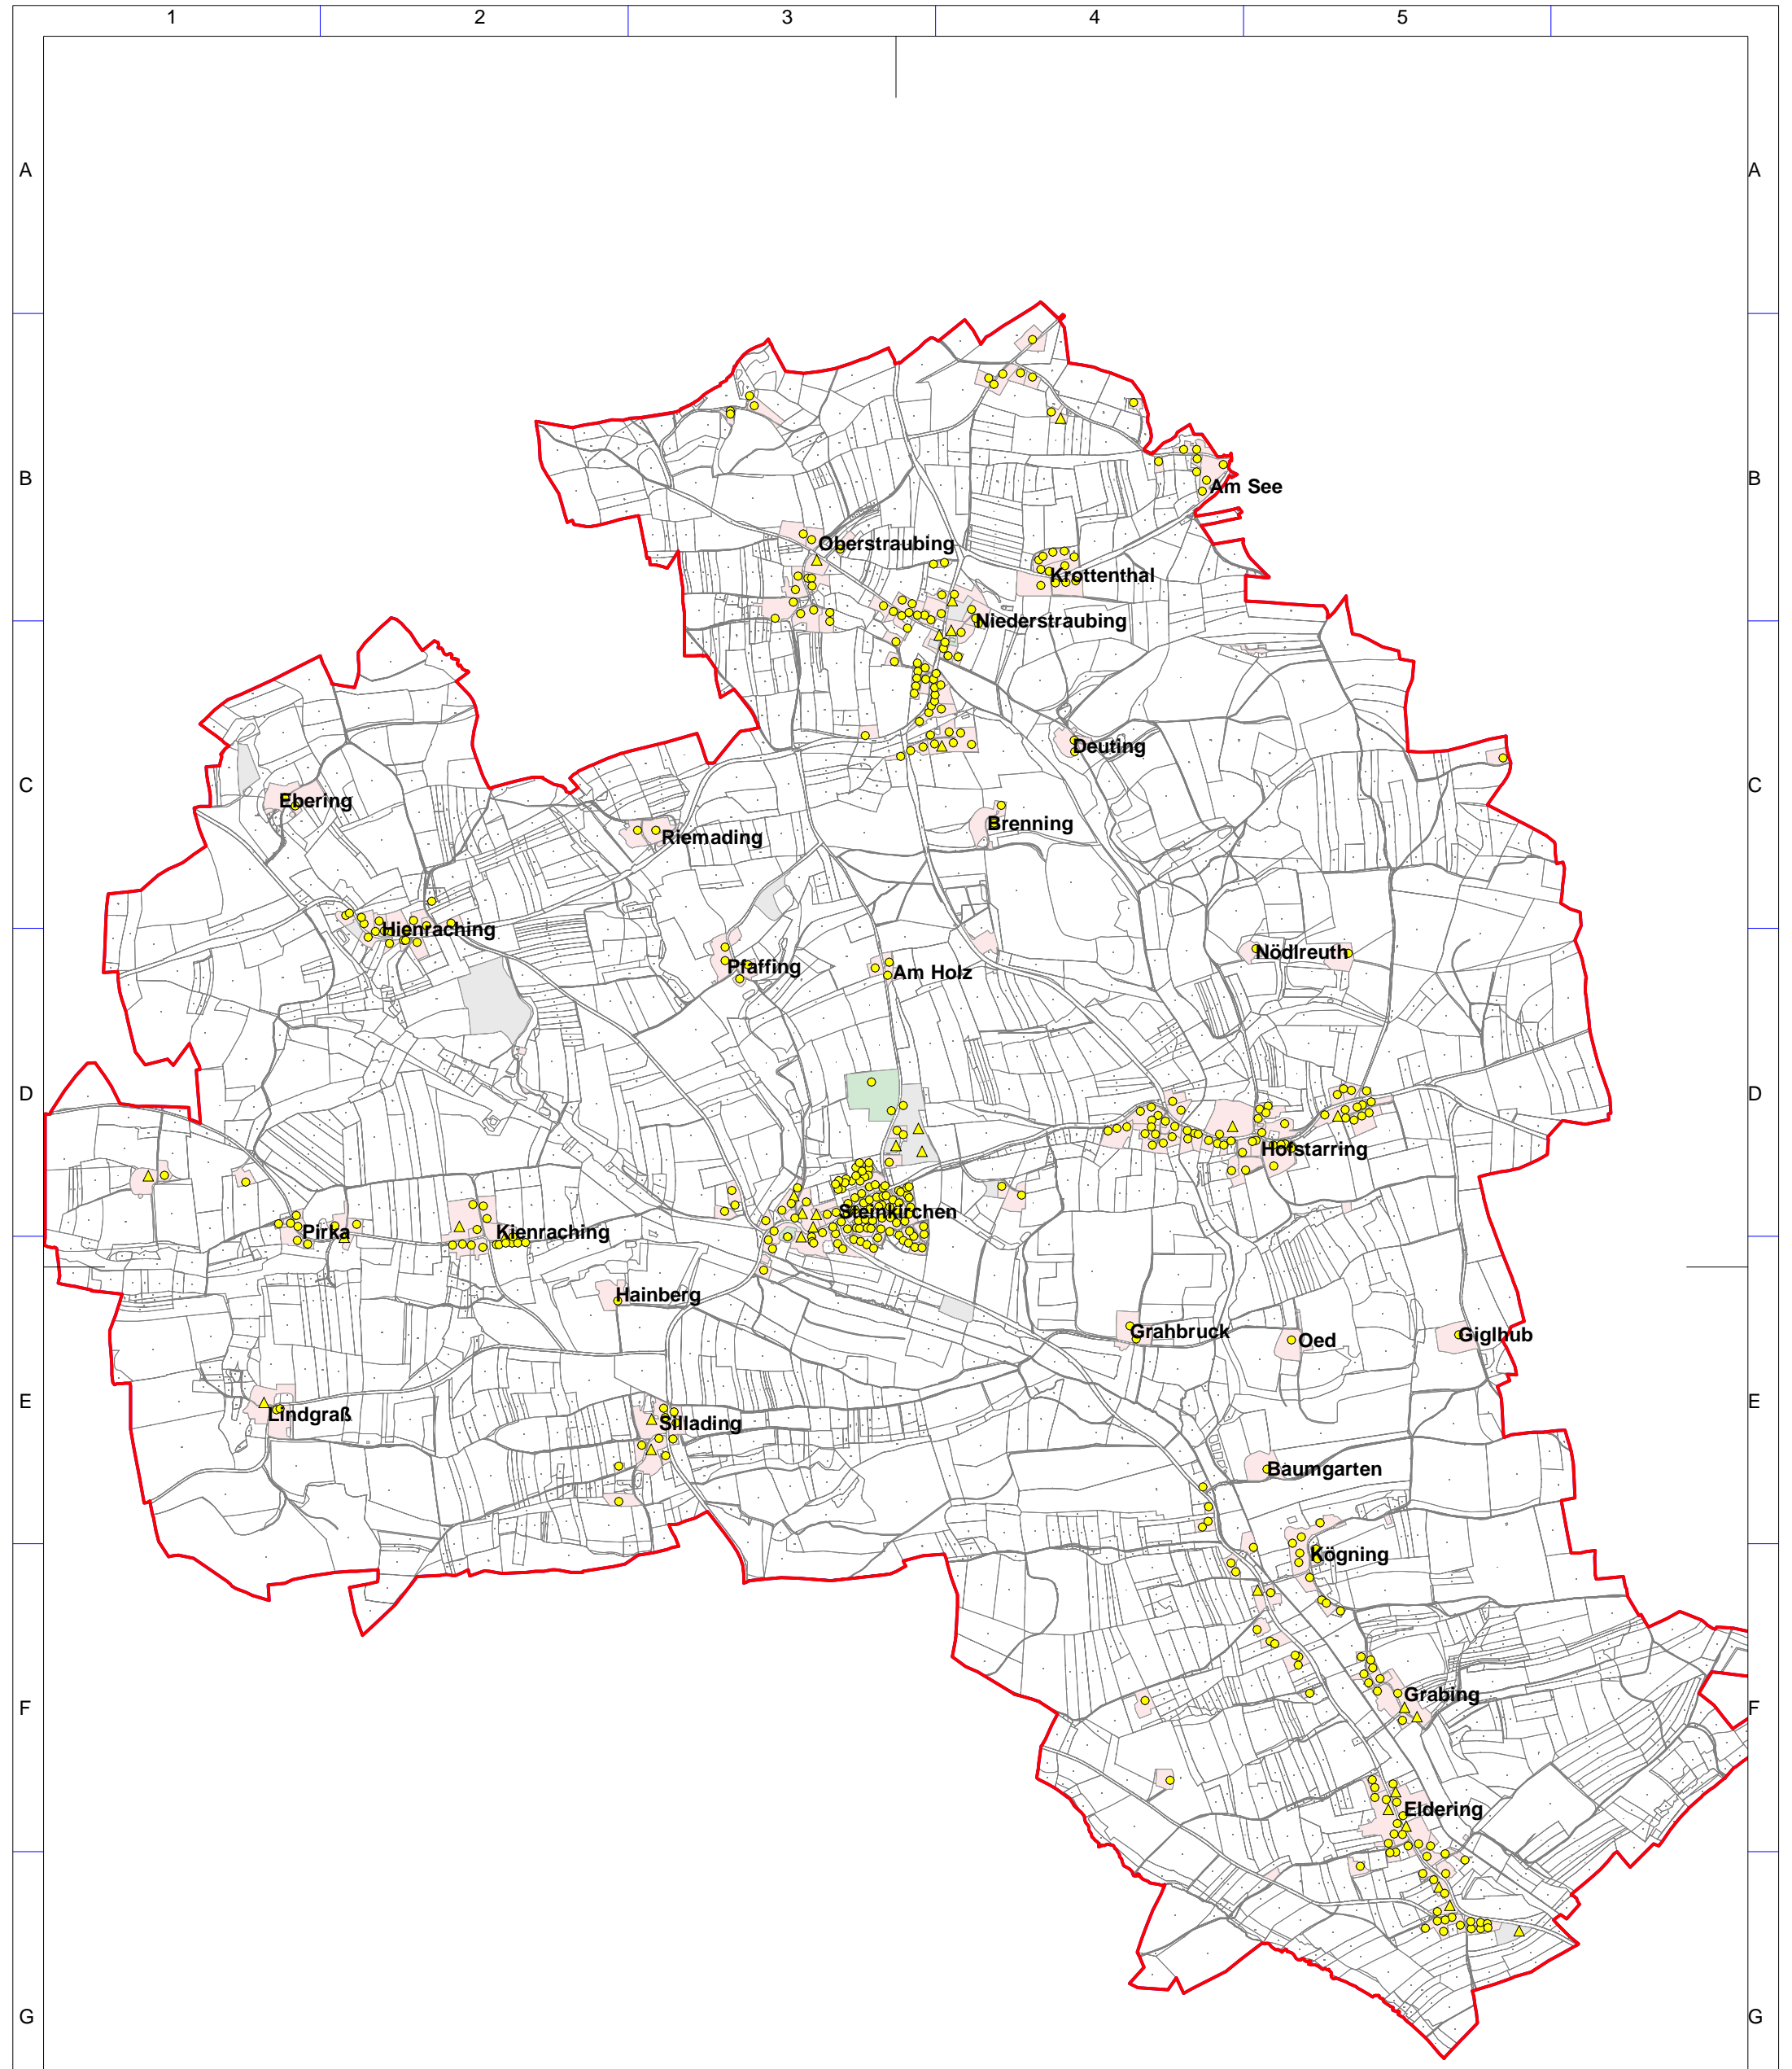 1 2 3 4 5
A A
B B
Am See
Oberstraubing
Krottenthal
Niederstraubing
Deuting
C C
Ebering
Brenning
Riemading
Hienraching
Nödlreuth
Pfaffing
Am Holz
D D
Hofstarring
Steinkirchen
Pirka
Kienraching
Hainberg
Grahbruck
Giglhub
Oed
E E
Lindgraß
Sillading
Baumgarten
Kögning
Grabing
F F
Eldering
G G